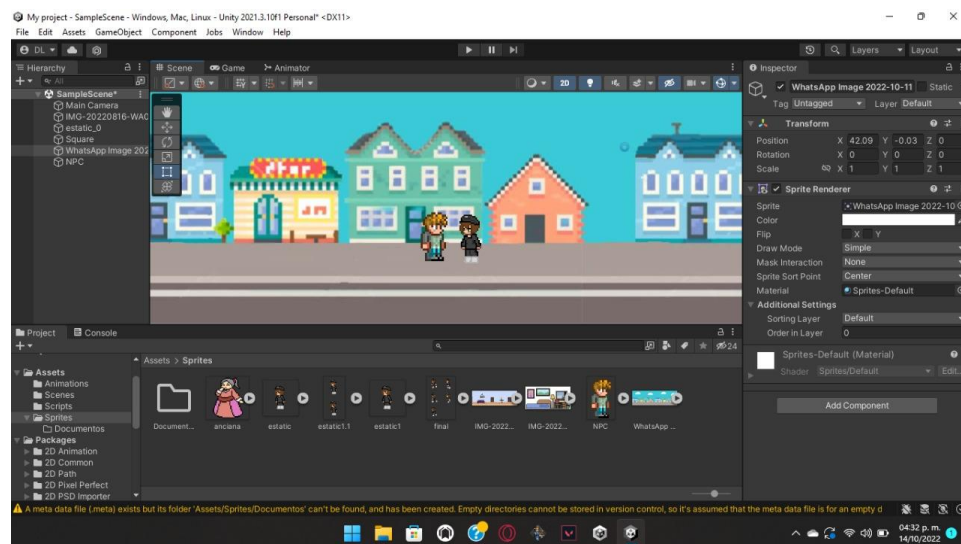 My project - SampleScene - Windows, Mac, Linux - Unity 2021.3.10f1 Personal* <DX11>
File Edit Assets GameObject Component Jobs Window Help
DL Layers Layout
Hierarchy Scene Game Animator Inspector
All 2D WhatsApp Image 2022-10-11 Static
SampleScene* Tag Untagged Layer Default
Main Camera Transform
IMG-20220816-WAC
estatic_0 Position X 42.09 Y -0.03 Z 0
Square Rotation X 0 Y 0 Z 0
WhatsApp Image 202 Scale X 1 Y 1 Z 1
NPC
Sprite Renderer
Sprite WhatsApp Image 2022-10
Color
Flip X Y
Draw Mode Simple
Mask Interaction None
Sprite Sort Point Center
Material Sprites-Default
Additional Settings
Sorting Layer Default
Order in Layer 0
Project Console
24
Sprites-Default (Material)
Shader Sprites/Default Edit...
Add Component
Assets > Sprites
Assets
Animations
Scenes
Scripts
Sprites
Documentos
Packages
2D Animation
2D Common
2D Path
2D Pixel Perfect
2D PSD Importer
Document... anciana estatic estatic1.1 estatic1 final IMG-2022... IMG-2022... NPC WhatsApp ...
A meta data file (.meta) exists but its folder 'Assets/Sprites/Documentos' can't be found, and has been created. Empty directories cannot be stored in version control, so it's assumed that the meta data file is for an empty d
04:32 p. m.
14/10/2022
1